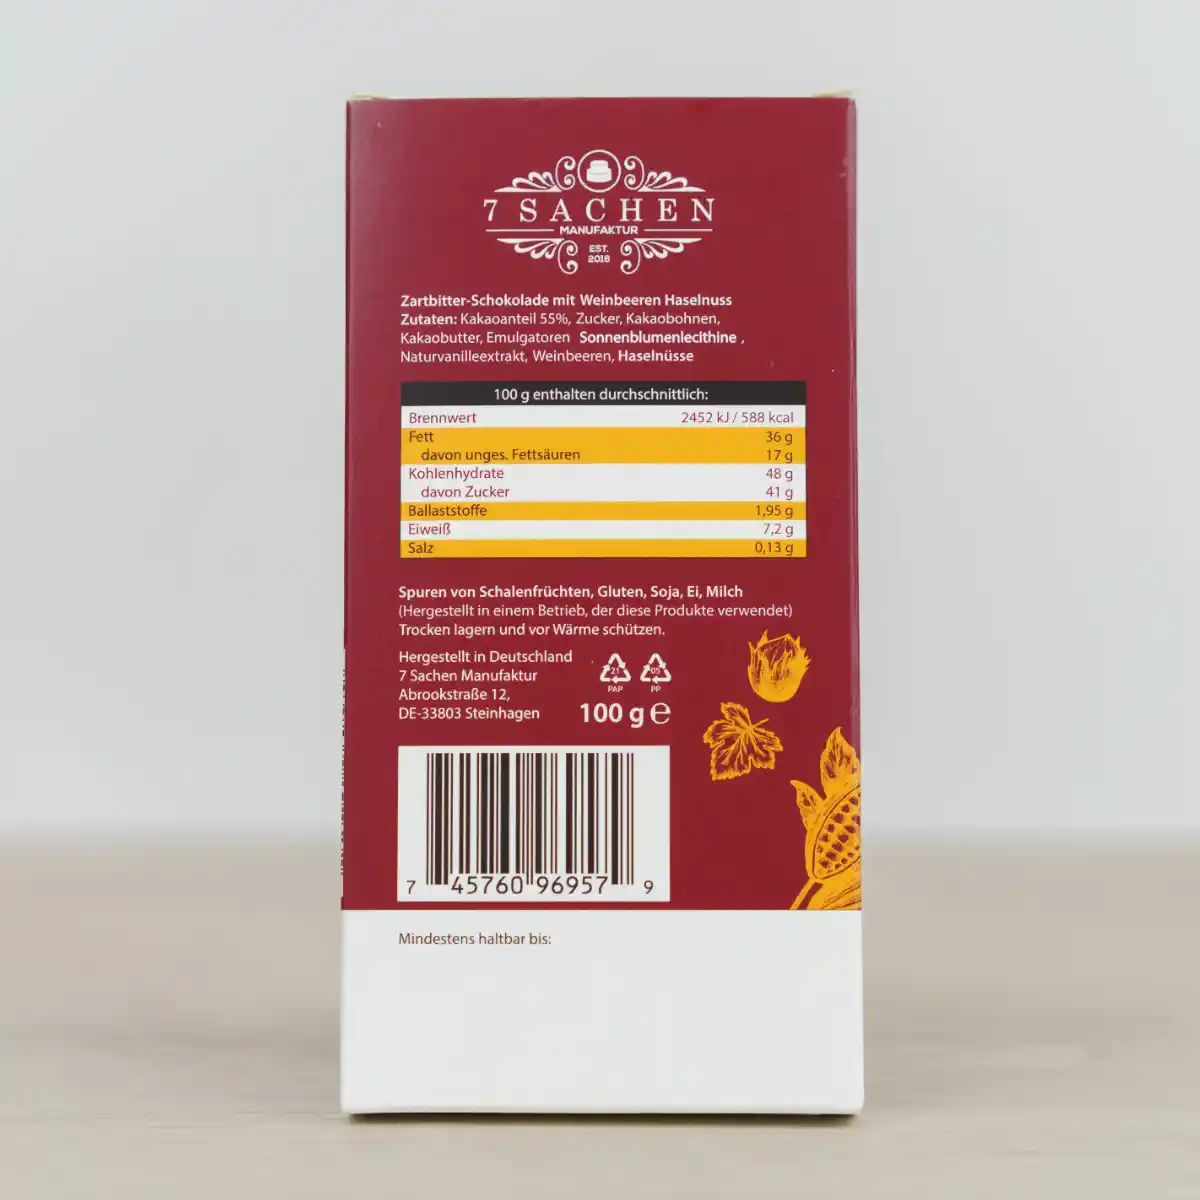 7 SACHEN
MANUFAKTUR
EST.
2016
Zartbitter-Schokolade mit Weinbeeren Haselnuss
Zutaten: Kakaoanteil 55%, Zucker, Kakaobohnen,
Kakaobutter, Emulgatoren Sonnenblumenlecithine ,
Naturvanilleextrakt, Weinbeeren, Haselnüsse
100 g enthalten durchschnittlich:
Brennwert 2452 kJ / 588 kcal
Fett 36 g
davon unges. Fettsäuren 17 g
Kohlenhydrate 48 g
davon Zucker 41 g
Ballaststoffe 1,95 g
Eiweiß 7,2 g
Salz 0,13 g
Spuren von Schalenfrüchten, Gluten, Soja, Ei, Milch
(Hergestellt in einem Betrieb, der diese Produkte verwendet)
Trocken lagern und vor Wärme schützen.
Hergestellt in Deutschland
7 Sachen Manufaktur
Abrookstraße 12,
DE-33803 Steinhagen
21 05
PAP PP
100 g e
7 45760 96957 9
Mindestens haltbar bis: